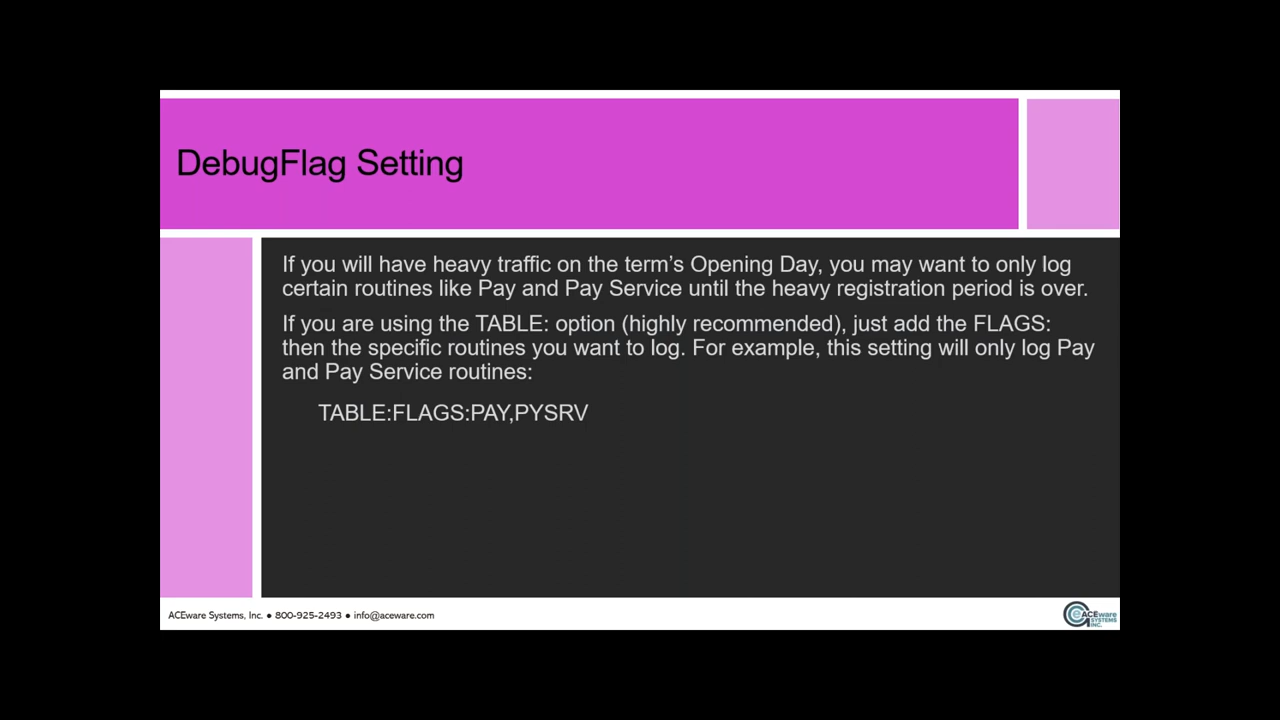 DebugFlag Setting
If you will have heavy traffic on the term's Opening Day, you may want to only log
certain routines like Pay and Pay Service until the heavy registration period is over.
If you are using the TABLE: option (highly recommended), just add the FLAGS:
then the specific routines you want to log. For example, this setting will only log Pay
and Pay Service routines:
TABLE:FLAGS:PAY,PYSRV
ACEware Systems, Inc. ● 800-925-2493 ● info@aceware.com
ACEware
SYSTEMS
INC.